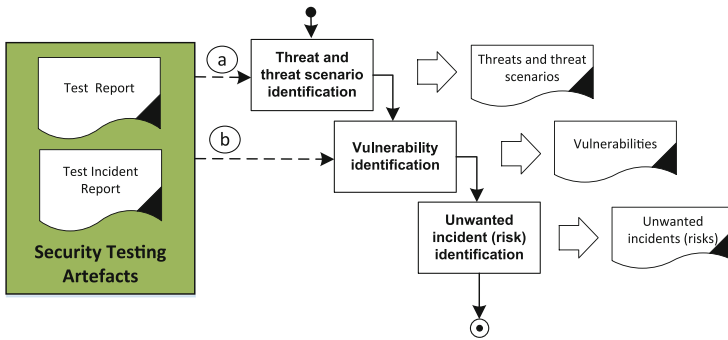 Test Report
Test Incident
Report
Security Testing
Artefacts
a
b
Threat and
threat scenario
identification
Threats and threat
scenarios
Vulnerability
identification
Vulnerabilities
Unwanted
incident (risk)
identification
Unwanted
incidents (risks)